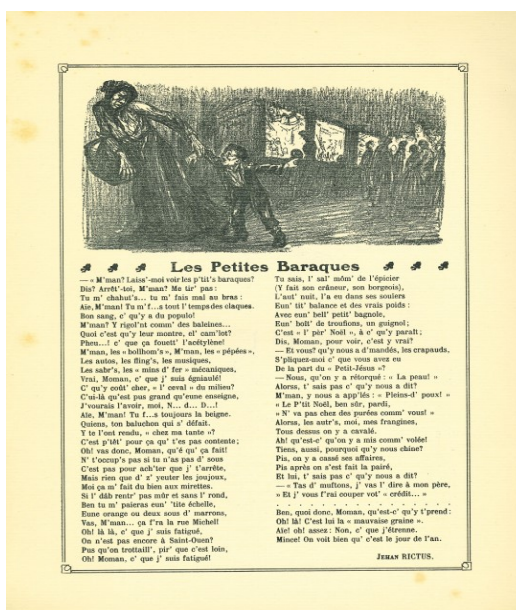 Les Petites Baraques
— « M'man? Laiss'-moi voir les p'tit's baraques?
Dis? Arrêt'-toi, M'man? Me tir' pas :
Tu m' chahut's... tu m' fais mal au bras :
Aïe, M'man! Tu m' f...s tout l' temps des claques.
Bon sang, c' qu'y a du populo!
M'man? Y rigol'nt comm' des baleines...
Quoi c'est qu'y leur montre, el' cam'lot?
Pheu...! c' que ça fouett' l'acétylène!
M'man, les « bollhom's », M'man, les « pépées »,
Les autos, les fling's, les musiques,
Les sabr's, les « mins d' fer » mécaniques,
Vrai, Moman, c' que j' suis égniaulé!
C' qu'y coût' cher, « l' ceval » du milieu?
C'ui-là qu'est pus grand qu'eune enseigne,
J'vourais l'avoir, moi, N... d... D...!
Aïe, M'man! Tu f...s toujours la beigne.
Quiens, ton baluchon qui s' défait.
Y te l'ont rendu, « chez ma tante »?
C'est p'têt' pour ça qu' t'es pas contente;
Oh! vas donc, Moman, qu'é qu' ça fait!
N' t'occup's pas si tu n'as pas d' sous
C'est pas pour ach'ter que j' t'arrête,
Mais rien que d' z' yeuter les joujoux,
Moi ça m' fait du bien aux mirettes.
Si l' dâb rentr' pas mûr et sans l' rond,
Ben tu m' paieras eun' 'tite échelle,
Eune orange ou deux sous d' marrons,
Vas, M'man... ça f'ra la rue Michel!
Oh! là là, c' que j' suis fatigué,
On n'est pas encore à Saint-Ouen?
Pus qu'on trottaill', pir' que c'est loin,
Oh! Moman, c' que j' suis fatigué!
Tu sais, l' sal' môm' de l'épicier
(Y fait son crâneur, son borgeois),
L'aut' nuit, l'a eu dans ses souliers
Eun' tit' balance et des vrais poids :
Avec eun' bell' petit' bagnole,
Eun' boît' de troufions, un guignol;
C'est « l' pèr' Noël », à c' qu'y paraît;
Dis, Moman, pour voir, c'est y vrai?
— Et vous? qu'y nous a d'mandés, les crapauds.
S'pliquez-moi c' que vous avez eu
De la part du « Petit-Jésus »?
— Nous, qu'on y a rétorqué : « La peau! »
Alorss, t' sais pas c' qu'y nous a dit?
M'man, y nous a app'lés : « Pleins-d' poux! »
« Le P'tit Noël, ben sûr, pardi,
» N' va pas chez des purées comm' vous! »
Alorss, les autr's, moi, mes frangines,
Tous dessus on y a cavalé.
Ah! qu'est-c' qu'on y a mis comm' volée!
Tiens, aussi, pourquoi qu'y nous chine?
Pis, on y a cassé ses affaires,
Pis après on s'est fait la pairé,
Et lui, t' sais pas c' qu'y nous a dit?
— « Tas d' muftons, j' vas l' dire à mon père,
» Et j' vous f'rai couper vot' « crédit... »
. . . . . . . . . . . . . . . .
Ben, quoi donc, Moman, qu'est-c' qu'y t'prend :
Oh! là! C'est lui la « mauvaise graine ».
Aïe! oh! assez : Non, c' que j'étrenne.
Mince! On voit bien qu' c'est le jour de l'an.
JEHAN RICTUS.